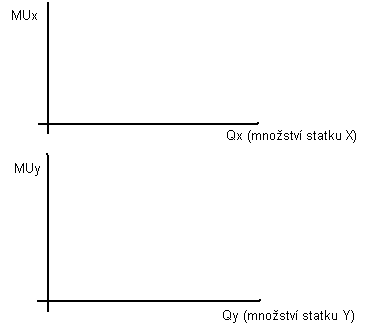 MUx
Qx (množství statku X)
MUy
Qy (množství statku Y)